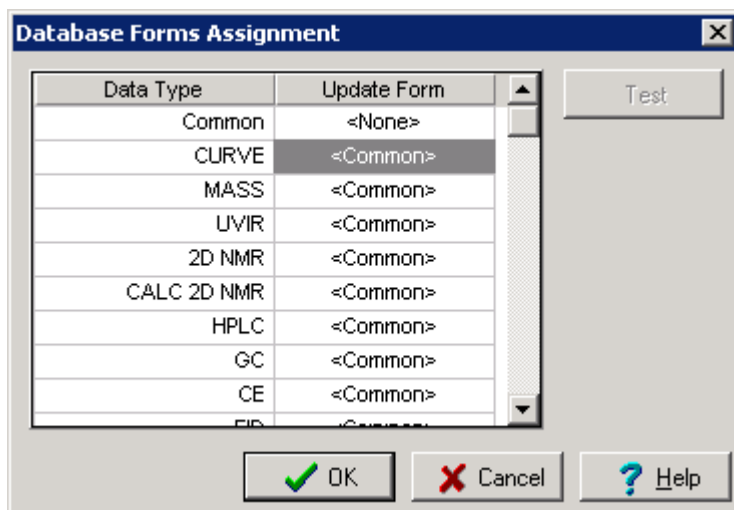 Database Forms Assignment
Data Type Update Form
Test
Common <None>
CURVE <Common>
MASS <Common>
UVIR <Common>
2D NMR <Common>
CALC 2D NMR <Common>
HPLC <Common>
GC <Common>
CE <Common>
OK Cancel Help